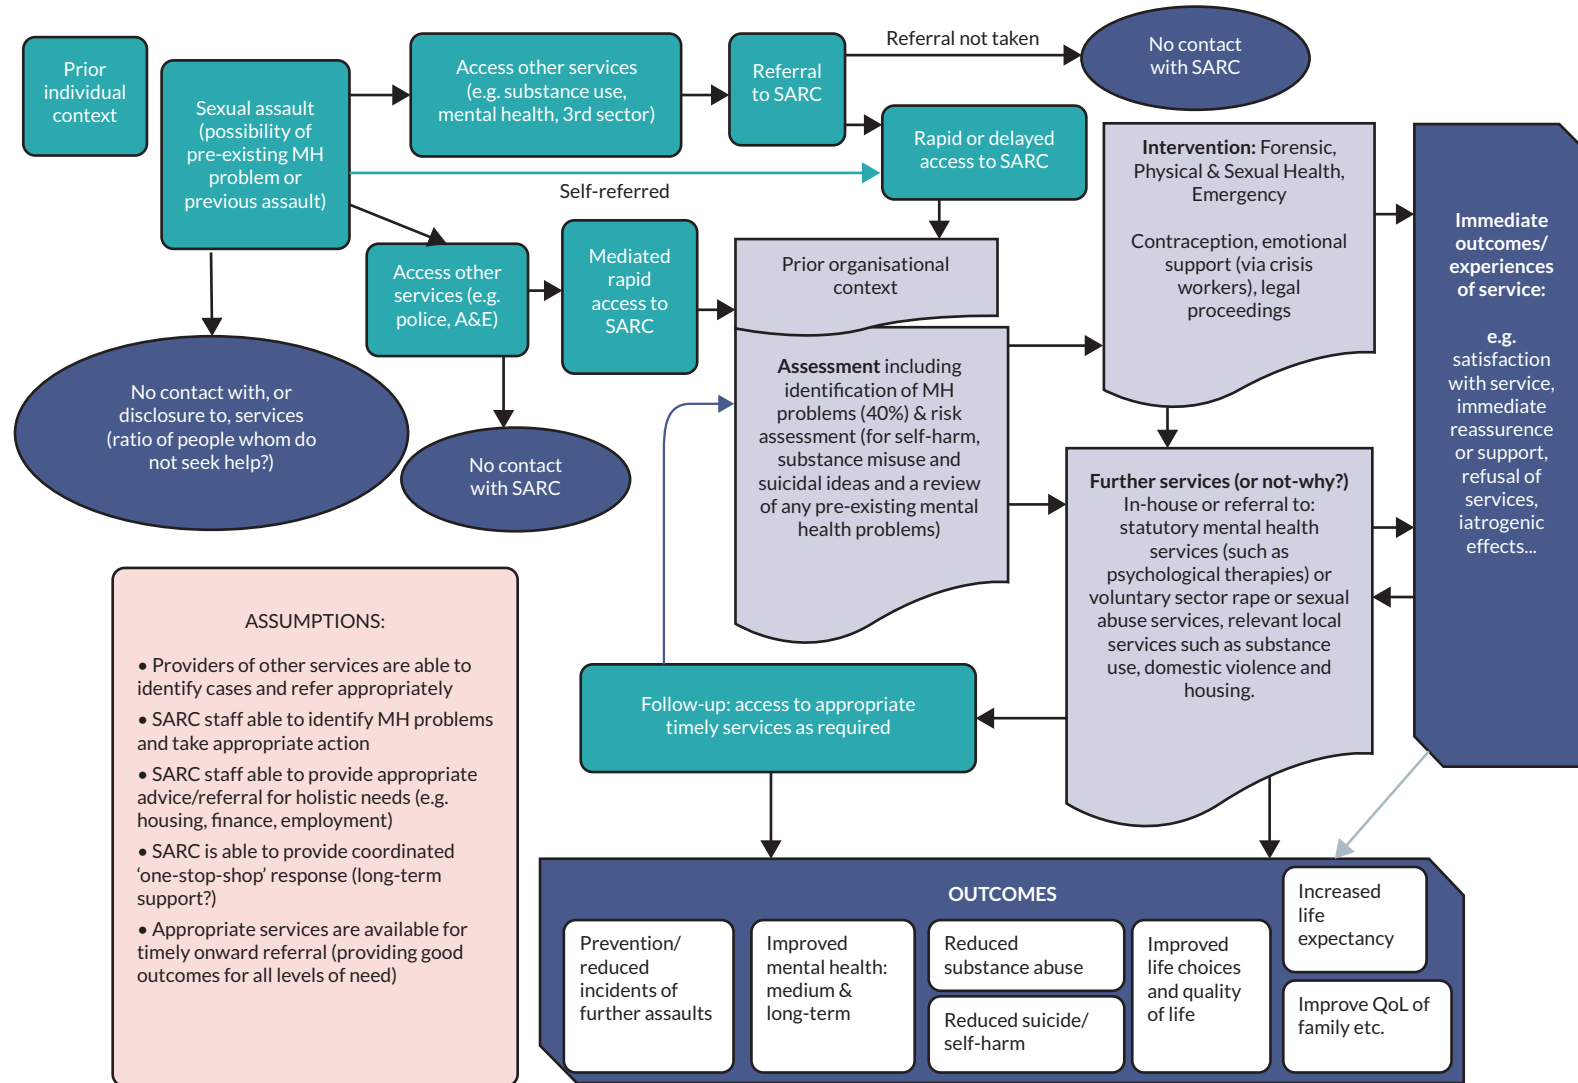 Prior
individual
context
Sexual assault
(possibility of
pre-existing MH
problem or
previous assault)
Access other services
(e.g. substance use,
mental health, 3rd sector)
Referral
to SARC
Referral not taken
No contact
with SARC
Rapid or delayed
access to SARC
Self-referred
Access other
services (e.g.
police, A&E)
Mediated
rapid
access to
SARC
No contact with, or
disclosure to, services
(ratio of people whom do
not seek help?)
No contact
with SARC
Prior organisational
context
Assessment including
identification of MH
problems (40%) & risk
assessment (for self-harm,
substance misuse and
suicidal ideas and a review
of any pre-existing mental
health problems)
Intervention: Forensic,
Physical & Sexual Health,
Emergency
Contraception, emotional
support (via crisis
workers), legal
proceedings
Further services (or not-why?)
In-house or referral to:
statutory mental health
services (such as
psychological therapies) or
voluntary sector rape or sexual
abuse services, relevant local
services such as substance
use, domestic violence and
housing.
Immediate
outcomes/
experiences
of service:
e.g.
satisfaction
with service,
immediate
reassurence
or support,
refusal of
services,
iatrogenic
effects...
Follow-up: access to appropriate
timely services as required
ASSUMPTIONS:
• Providers of other services are able to
identify cases and refer appropriately
• SARC staff able to identify MH problems
and take appropriate action
• SARC staff able to provide appropriate
advice/referral for holistic needs (e.g.
housing, finance, employment)
• SARC is able to provide coordinated
‘one-stop-shop’ response (long-term
support?)
• Appropriate services are available for
timely onward referral (providing good
outcomes for all levels of need)
OUTCOMES
Prevention/
reduced
incidents of
further assaults
Improved
mental health:
medium &
long-term
Reduced
substance abuse
Reduced suicide/
self-harm
Improved
life choices
and quality
of life
Increased
life
expectancy
Improve QoL of
family etc.